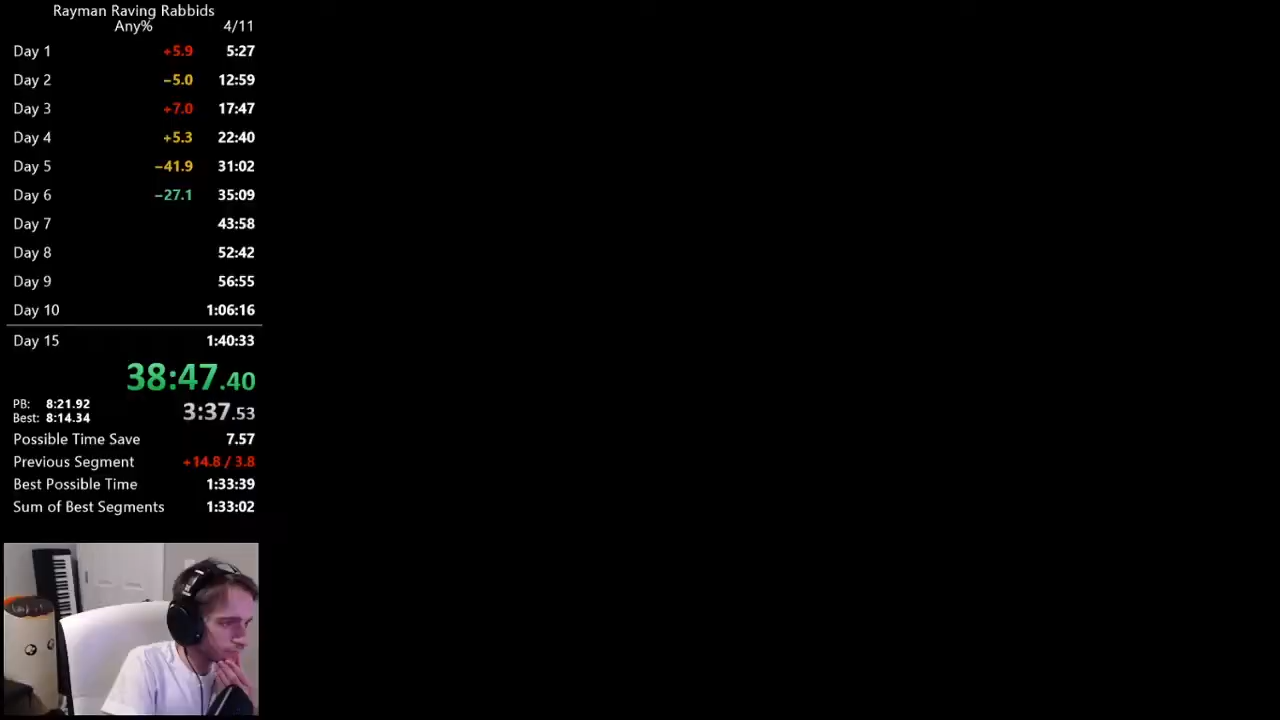 Rayman Raving Rabbids
Any% 4/11
Day 1 +5.9 5:27
Day 2 −5.0 12:59
Day 3 +7.0 17:47
Day 4 +5.3 22:40
Day 5 −41.9 31:02
Day 6 −27.1 35:09
Day 7 43:58
Day 8 52:42
Day 9 56:55
Day 10 1:06:16
Day 15 1:40:33
38:47.40
PB: 8:21.92
Best: 8:14.34
3:37.53
Possible Time Save 7.57
Previous Segment +14.8 / 3.8
Best Possible Time 1:33:39
Sum of Best Segments 1:33:02